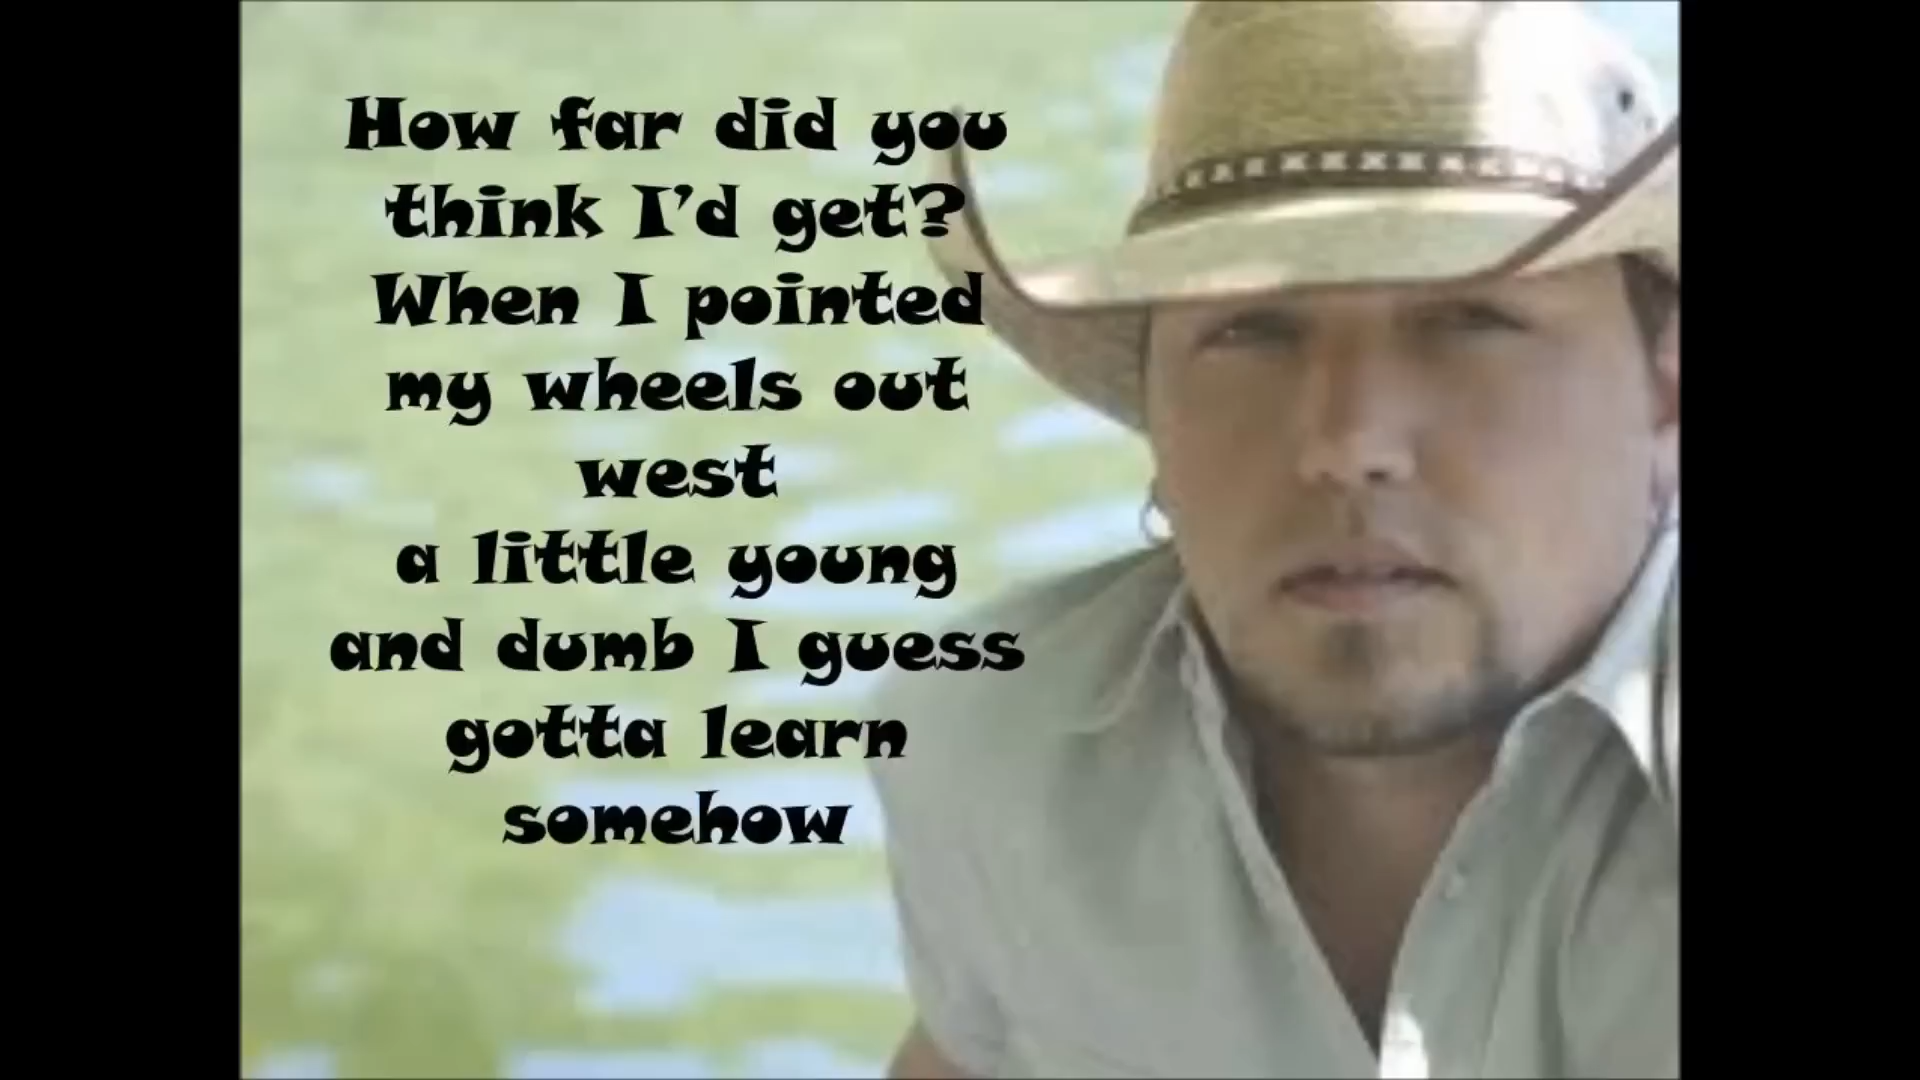 How far did you
think I'd get?
When I pointed
my wheels out
west
a little young
and dumb I guess
gotta learn
somehow